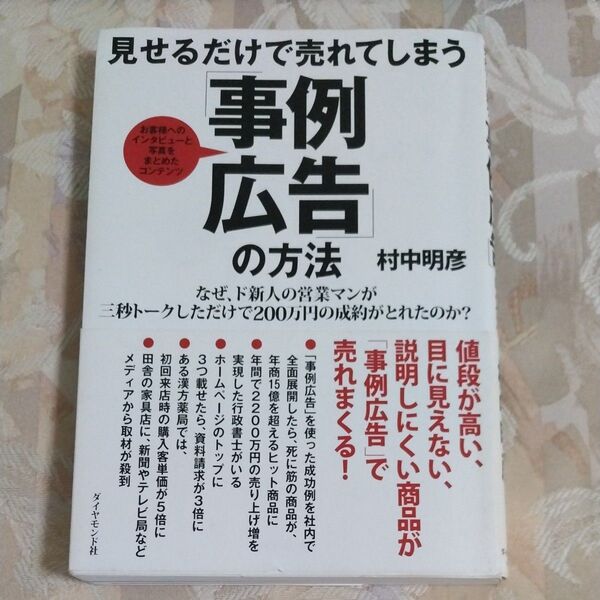 見せるだけで売れてしまう
「事例
広告」
の方法
お客様への
インタビューと
写真を
まとめた
コンテンツ
村中明彦
なぜ、ド新人の営業マンが
三秒トークしただけで200万円の成約がとれたのか？
値段が高い、
目に見えない、
説明しにくい商品が
「事例広告」で
売れまくる！
●「事例広告」を使った成功例を社内で
全面展開したら、死に筋の商品が、
年商15億を超えるヒット商品に
●年間で2200万円の売り上げ増を
実現した行政書士がいる
●ホームページのトップに
3つ載せたら、資料請求が3倍に
●ある漢方薬局では、
初回来店時の購入客単価が5倍に
●田舎の家具店に、新聞やテレビ局など
メディアから取材が殺到
ダイヤモンド社